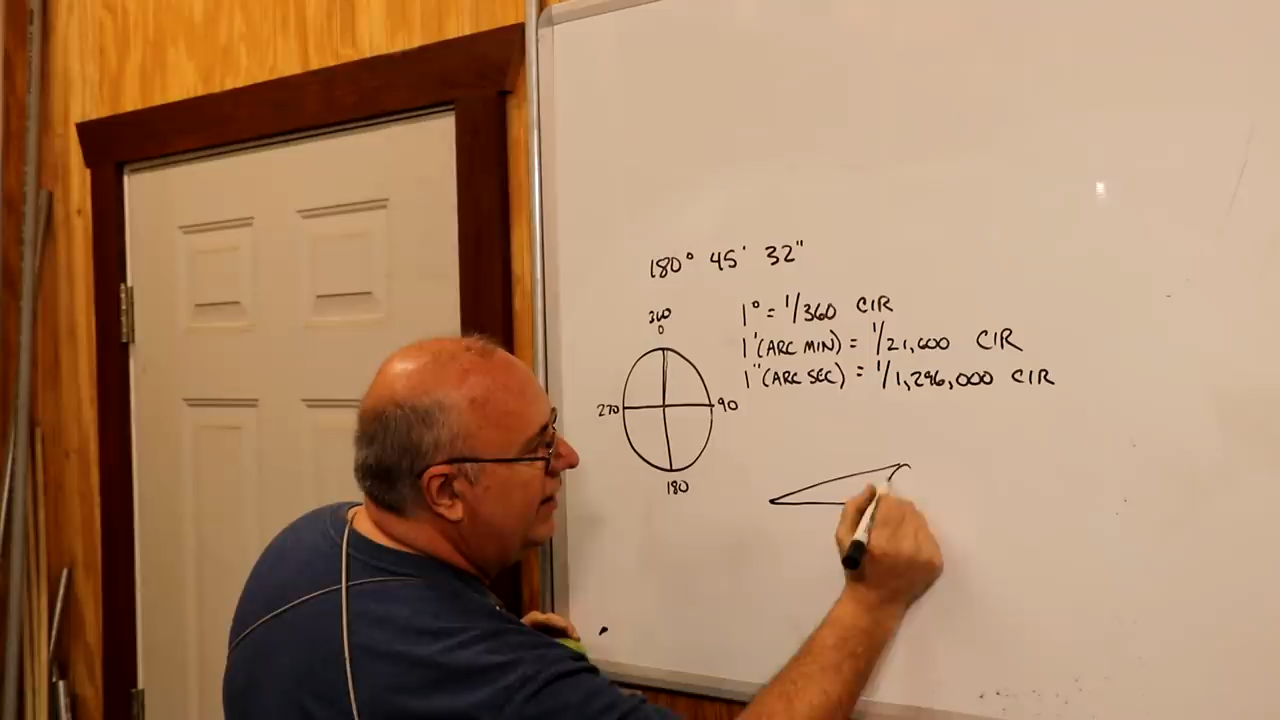 180° 45' 32"
360
0
270
90
180
1° = 1/360 CIR
1'(ARC MIN) = 1/21,600 CIR
1"(ARC SEC) = 1/1,296,000 CIR